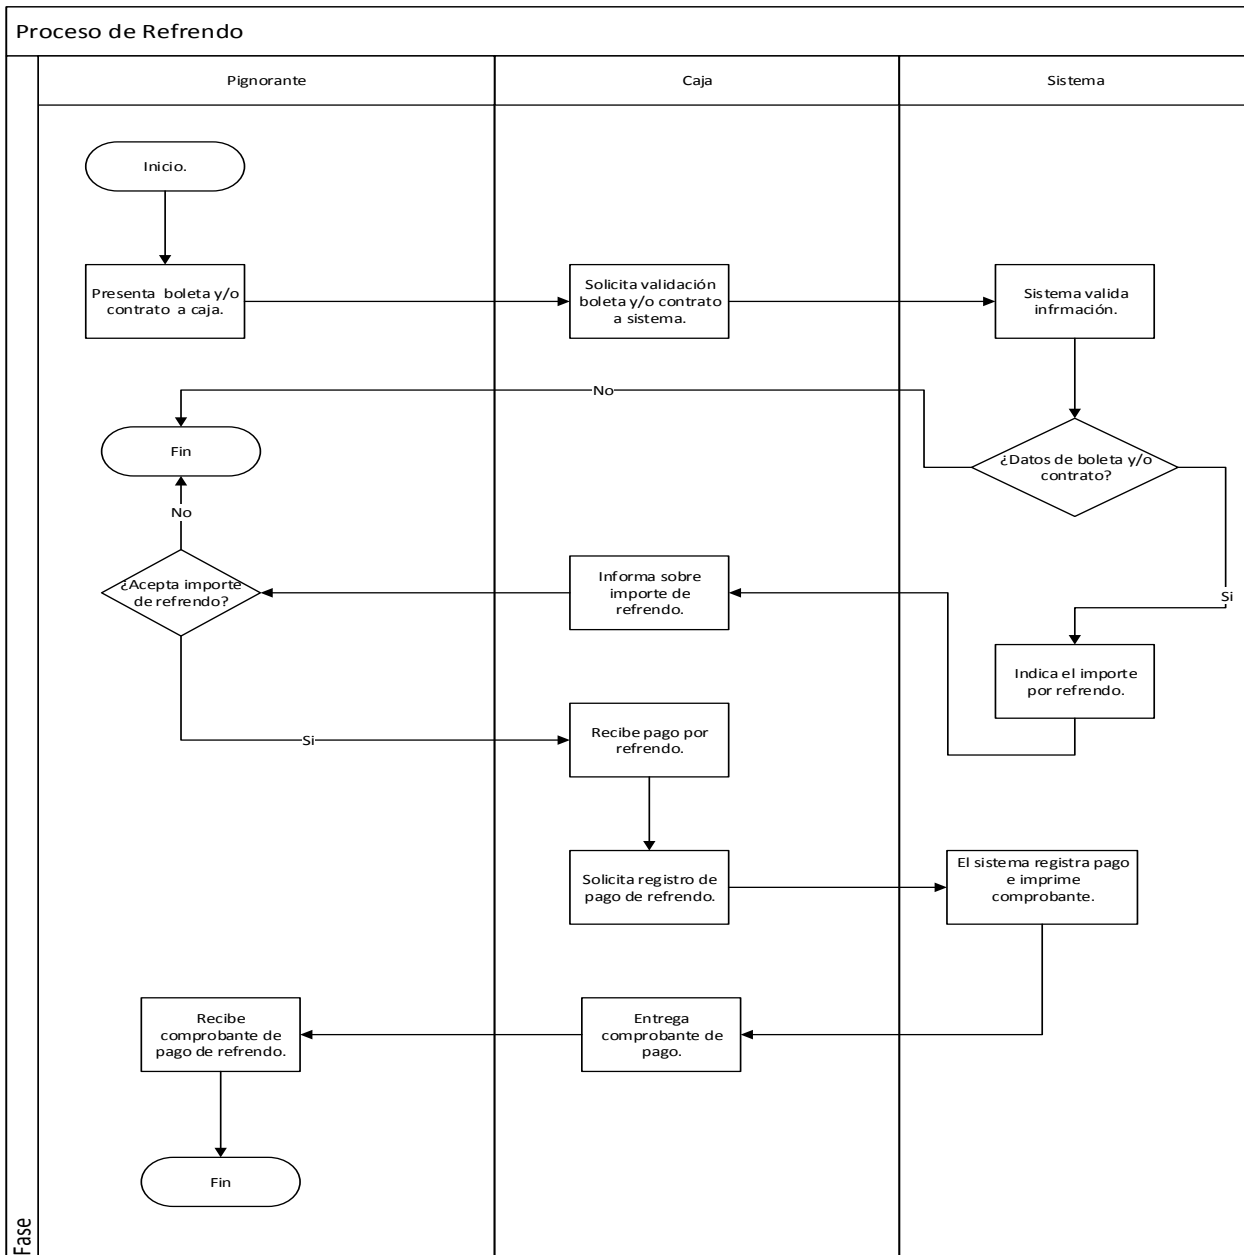 Proceso de Refrendo
Pignorante
Caja
Sistema
Inicio.
Presenta boleta y/o
contrato a caja.
Solicita validación
boleta y/o contrato
a sistema.
Sistema valida
infrmación.
No
Fin
¿Datos de boleta y/o
contrato?
No
Si
¿Acepta importe
de refrendo?
Informa sobre
importe de
refrendo.
Indica el importe
por refrendo.
Si
Recibe pago por
refrendo.
Solicita registro de
pago de refrendo.
El sistema registra pago
e imprime
comprobante.
Recibe
comprobante de
pago de refrendo.
Entrega
comprobante de
pago.
Fin
Fase